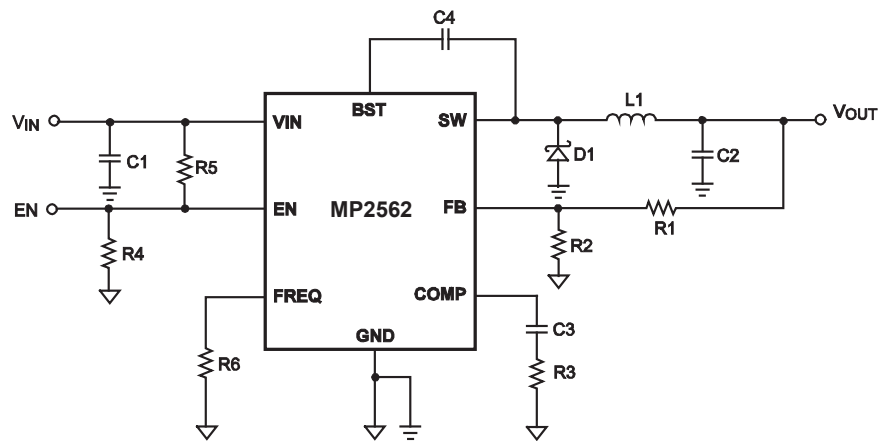 C4
BST
L1
VIN
VIN
SW
VOUT
C1
R5
D1
C2
EN
EN
MP2562
FB
R1
R4
R2
FREQ
COMP
C3
GND
R6
R3